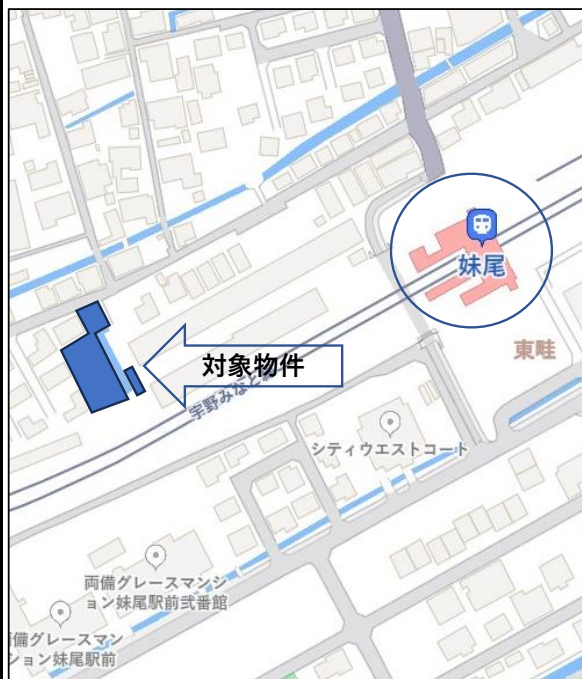 妹尾
東畦
対象物件
宇野みなと線
シティウエストコート
両備グレースマンシ
ョン妹尾駅前弐番館
備グレースマン
ション妹尾駅前